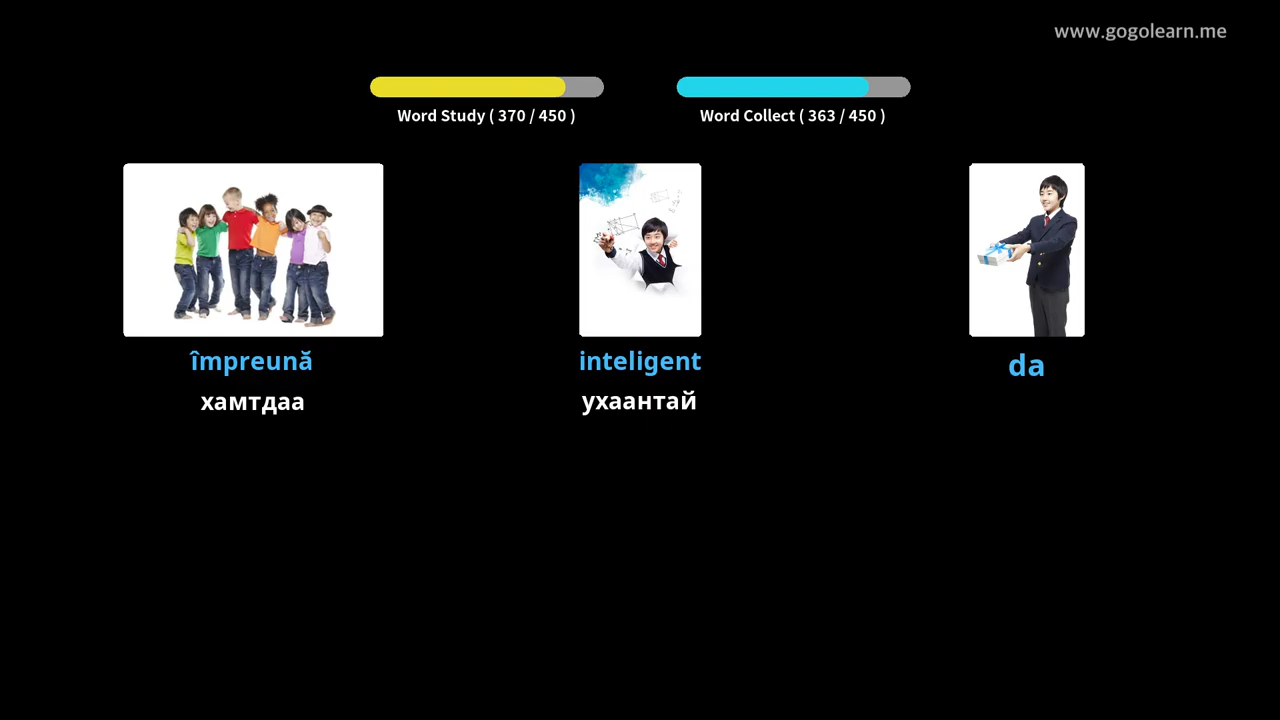 www.gogolearn.me
Word Study ( 370 / 450 )
Word Collect ( 363 / 450 )
împreună
хамтдаа
inteligent
ухаантай
da